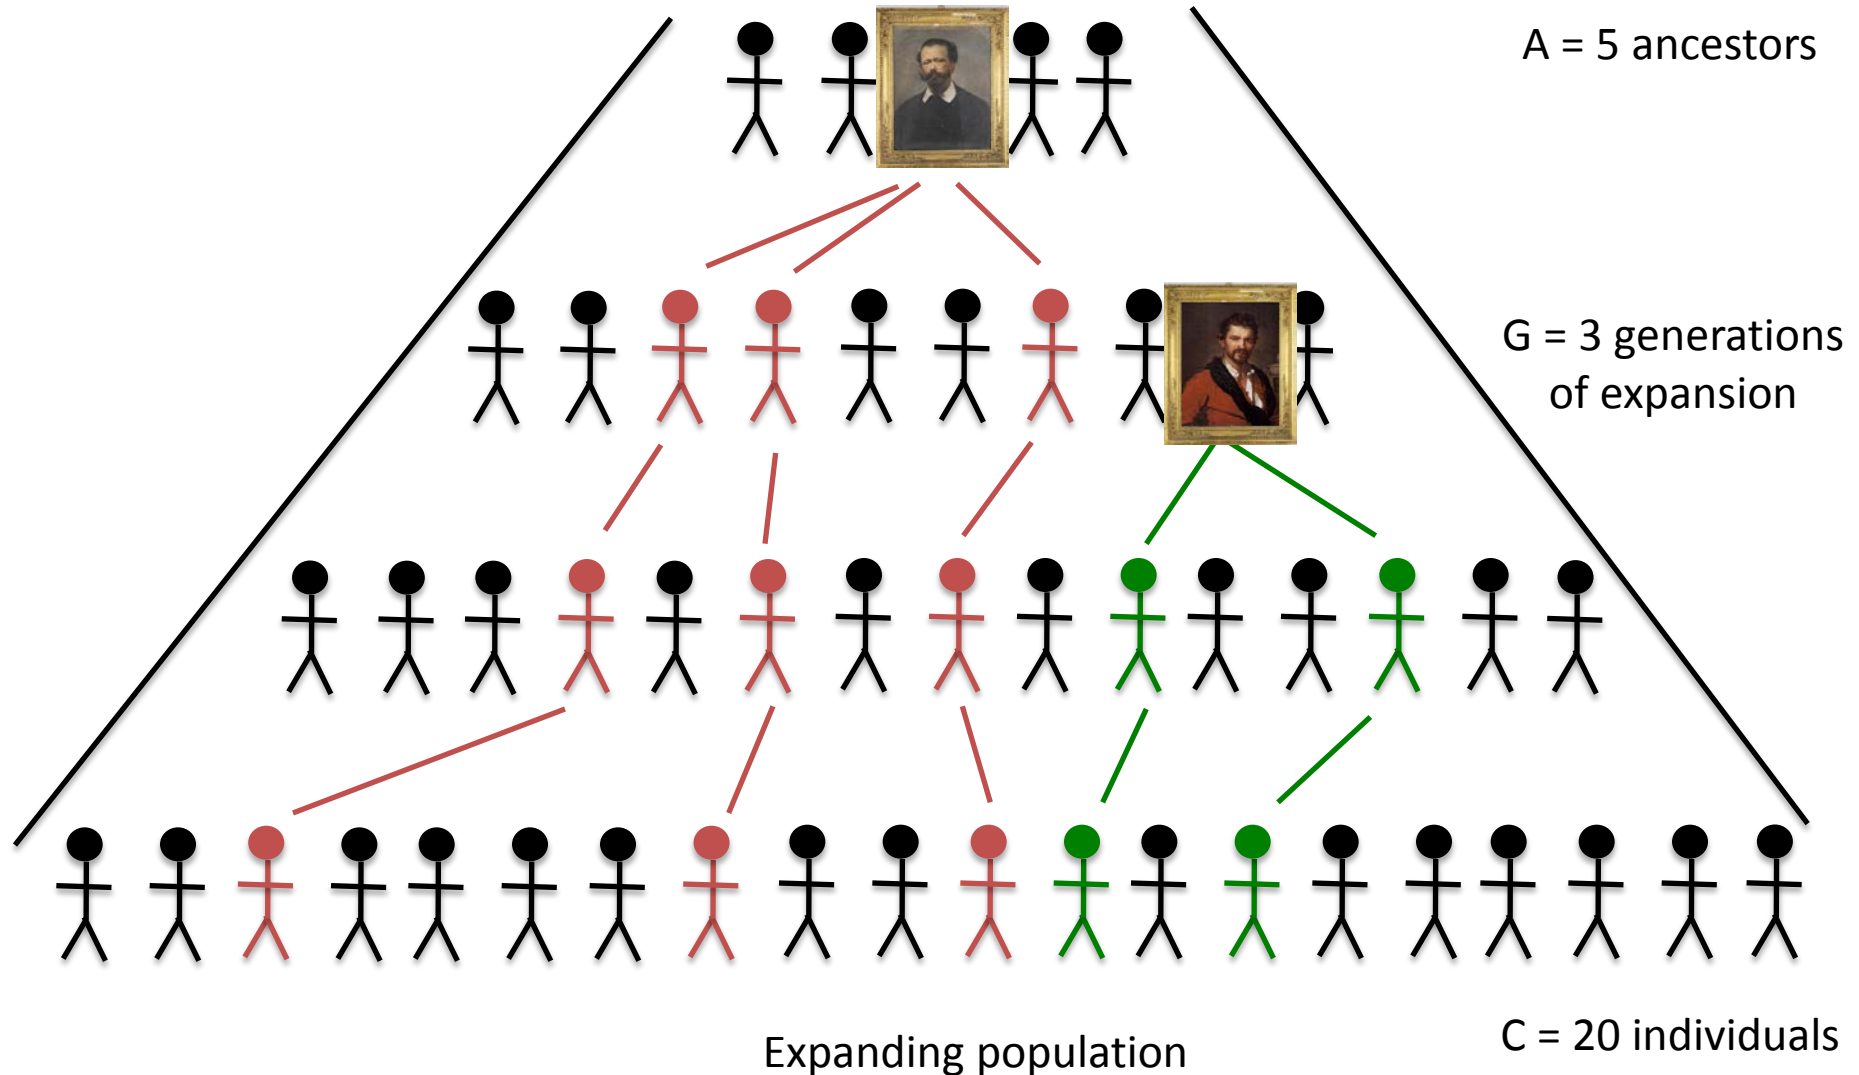 A = 5 ancestors
G = 3 generations
of expansion
C = 20 individuals
Expanding population